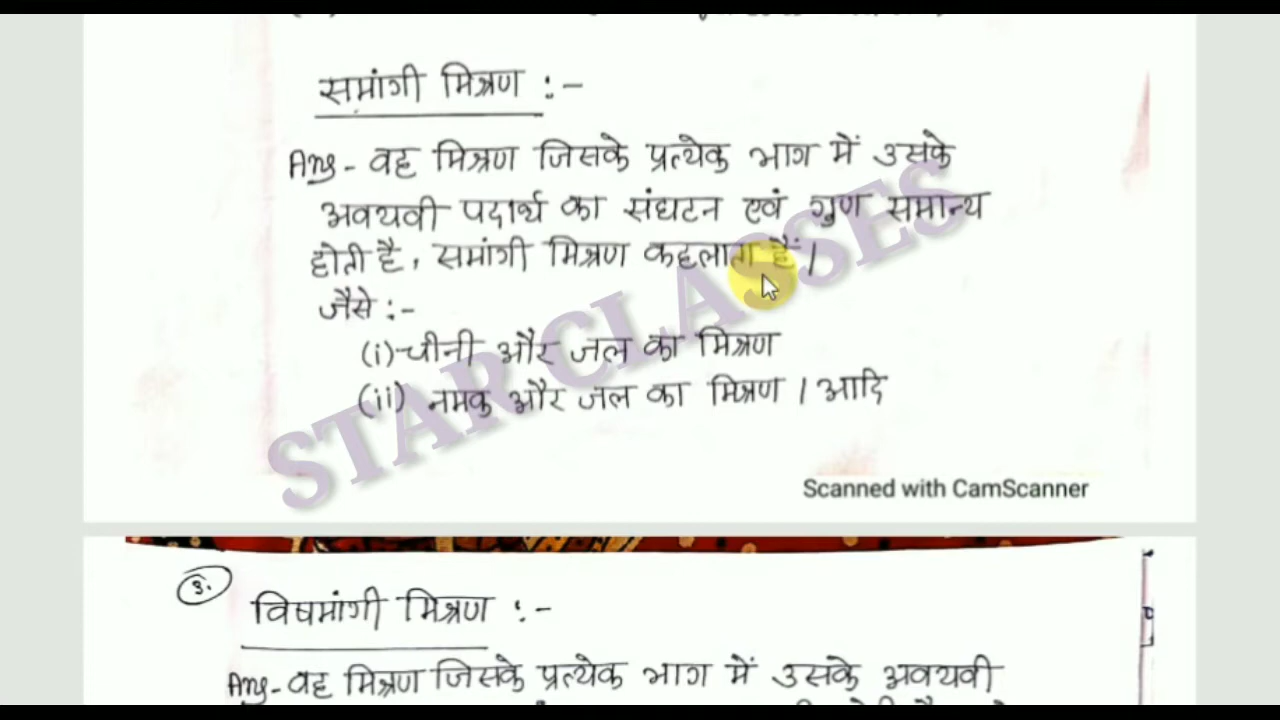 समांगी मिश्रण :-
Ans - वह मिश्रण जिसके प्रत्येक भाग में उसके
अवयवी पदार्थ का संघटन एवं गुण समान्य
होती है, समांगी मिश्रण कहलाता हैं।
जैसे :-
(i) चीनी और जल का मिश्रण
(ii) नमक और जल का मिश्रण । आदि
STAR CLASSES
Scanned with CamScanner
3.
विषमांगी मिश्रण :-
Ans - वह मिश्रण जिसके प्रत्येक भाग में उसके अवयवी